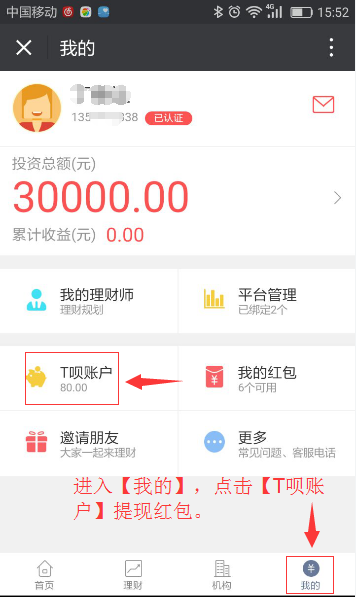 中国移动 4G 15:52
我的
135 838 已认证
投资总额(元)
30000.00
累计收益(元) 0.00
我的理财师 平台管理
理财规划 已绑定2个
T呗账户 我的红包
80.00 6个可用
邀请朋友 更多
大家一起来理财 常见问题、客服电话
进入【我的】，点击【T呗账
户】提现红包。
首页 理财 机构 我的